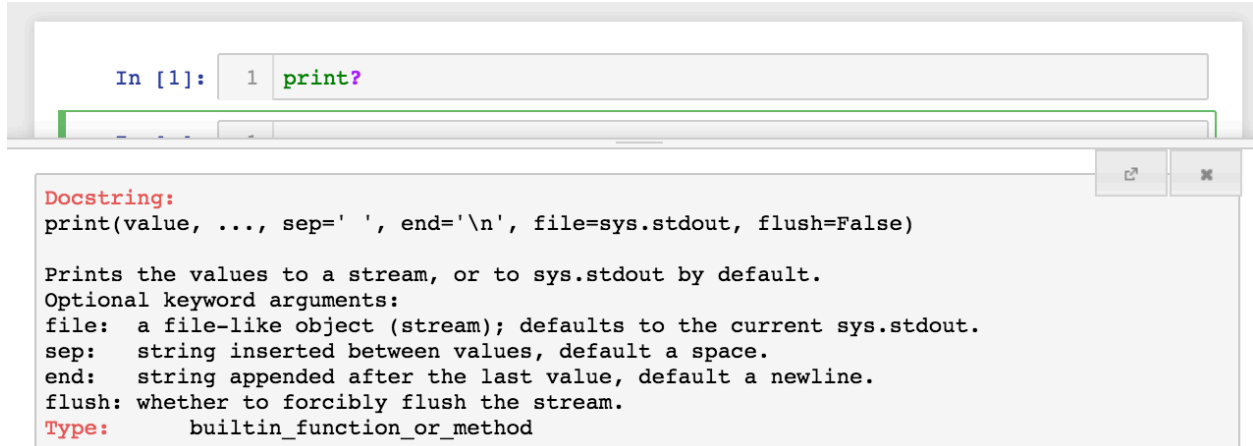 In [1]: 1 print?
Docstring:
print(value, ..., sep=' ', end='\n', file=sys.stdout, flush=False)
Prints the values to a stream, or to sys.stdout by default.
Optional keyword arguments:
file:  a file-like object (stream); defaults to the current sys.stdout.
sep:   string inserted between values, default a space.
end:   string appended after the last value, default a newline.
flush: whether to forcibly flush the stream.
Type:      builtin_function_or_method